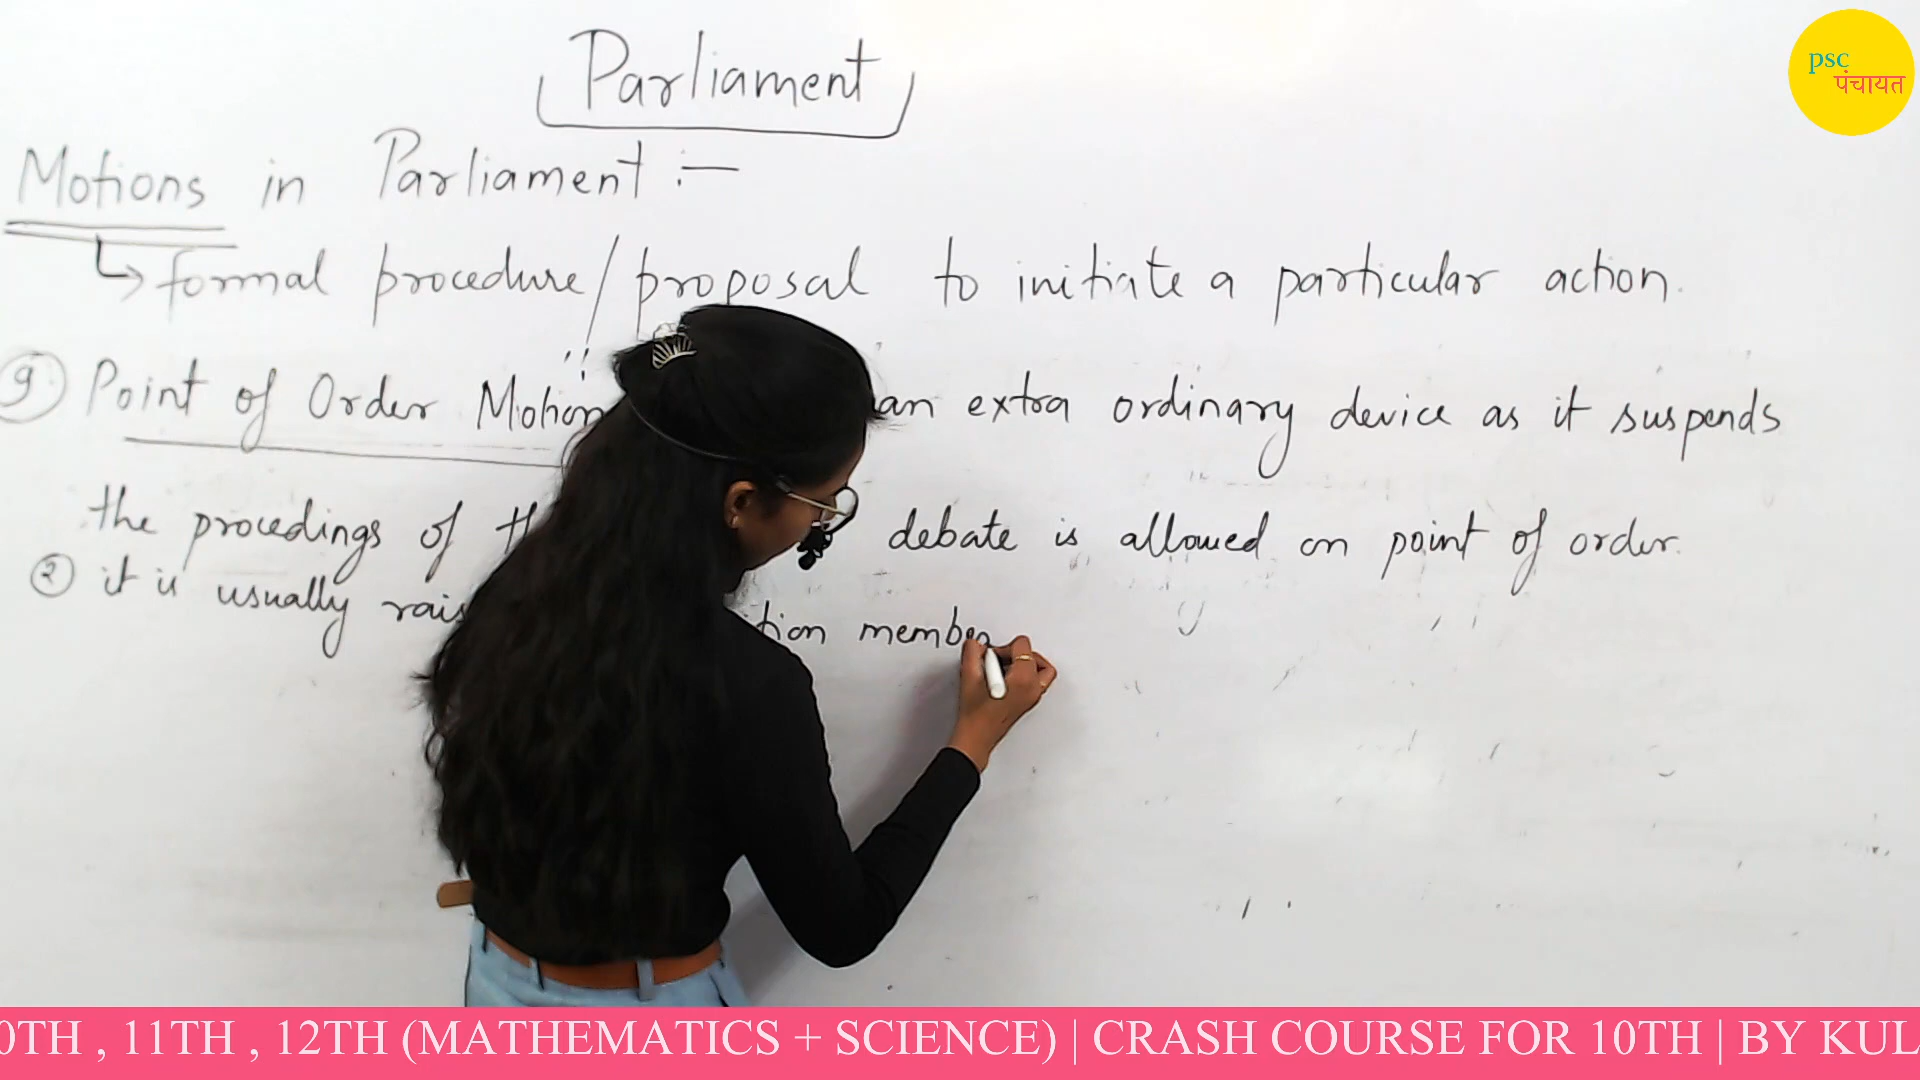 Parliament
psc
पंचायत
Motions in Parliament :-
formal procedure/proposal to initiate a particular action.
9 Point of Order Motion an extra ordinary device as it suspends
the procedings of debate is allowed on point of order.
2 it is usually member
0TH , 11TH , 12TH (MATHEMATICS + SCIENCE) | CRASH COURSE FOR 10TH | BY KUL